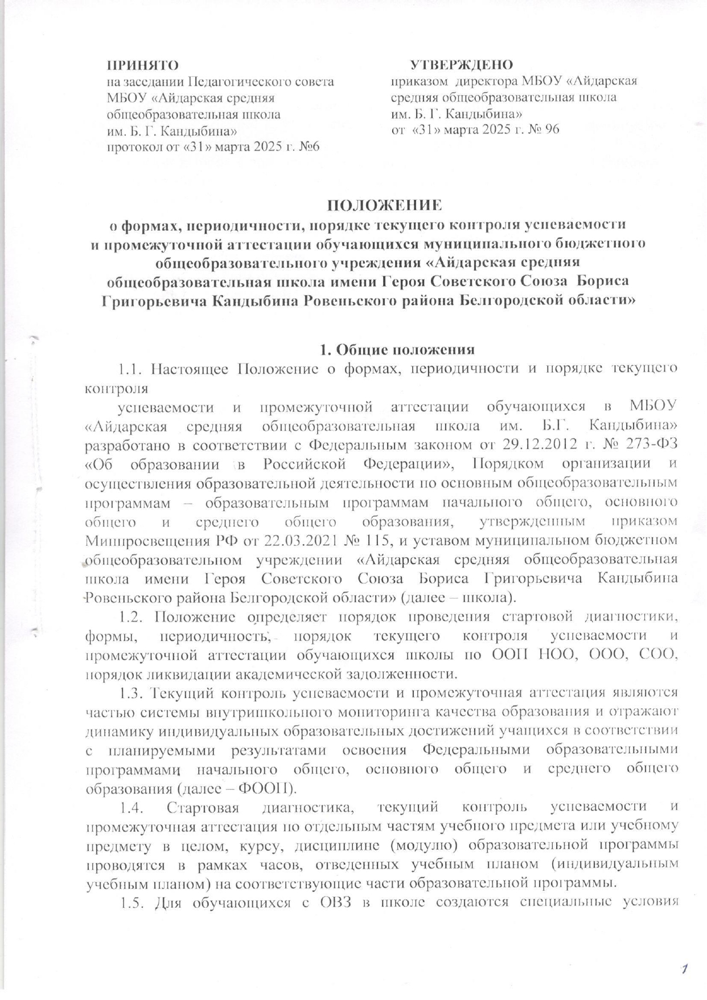 ПРИНЯТО
на заседании Педагогического совета
МБОУ «Айдарская средняя
общеобразовательная школа
им. Б. Г. Кандыбина»
протокол от «31» марта 2025 г. №6
УТВЕРЖДЕНО
приказом директора МБОУ «Айдарская
средняя общеобразовательная школа
им. Б. Г. Кандыбина»
от «31» марта 2025 г. № 96
ПОЛОЖЕНИЕ
о формах, периодичности, порядке текущего контроля успеваемости
и промежуточной аттестации обучающихся муниципального бюджетного
общеобразовательного учреждения «Айдарская средняя
общеобразовательная школа имени Героя Советского Союза Бориса
Григорьевича Кандыбина Ровеньского района Белгородской области»
1. Общие положения
1.1. Настоящее Положение о формах, периодичности и порядке текущего
контроля
успеваемости и промежуточной аттестации обучающихся в МБОУ
«Айдарская средняя общеобразовательная школа им. Б.Г. Кандыбина»
разработано в соответствии с Федеральным законом от 29.12.2012 г. № 273-ФЗ
«Об образовании в Российской Федерации», Порядком организации и
осуществления образовательной деятельности по основным общеобразовательным
программам – образовательным программам начального общего, основного
общего и среднего общего образования, утвержденным приказом
Минпросвещения РФ от 22.03.2021 № 115, и уставом муниципальном бюджетном
общеобразовательном учреждении «Айдарская средняя общеобразовательная
школа имени Героя Советского Союза Бориса Григорьевича Кандыбина
Ровеньского района Белгородской области» (далее – школа).
1.2. Положение определяет порядок проведения стартовой диагностики,
формы, периодичность, порядок текущего контроля успеваемости и
промежуточной аттестации обучающихся школы по ООП НОО, ООО, СОО,
порядок ликвидации академической задолженности.
1.3. Текущий контроль успеваемости и промежуточная аттестация являются
частью системы внутришкольного мониторинга качества образования и отражают
динамику индивидуальных образовательных достижений учащихся в соответствии
с планируемыми результатами освоения Федеральными образовательными
программами начального общего, основного общего и среднего общего
образования (далее – ФООП).
1.4. Стартовая диагностика, текущий контроль успеваемости и
промежуточная аттестация по отдельным частям учебного предмета или учебному
предмету в целом, курсу, дисциплине (модулю) образовательной программы
проводятся в рамках часов, отведенных учебным планом (индивидуальным
учебным планом) на соответствующие части образовательной программы.
1.5. Для обучающихся с ОВЗ в школе создаются специальные условия
1